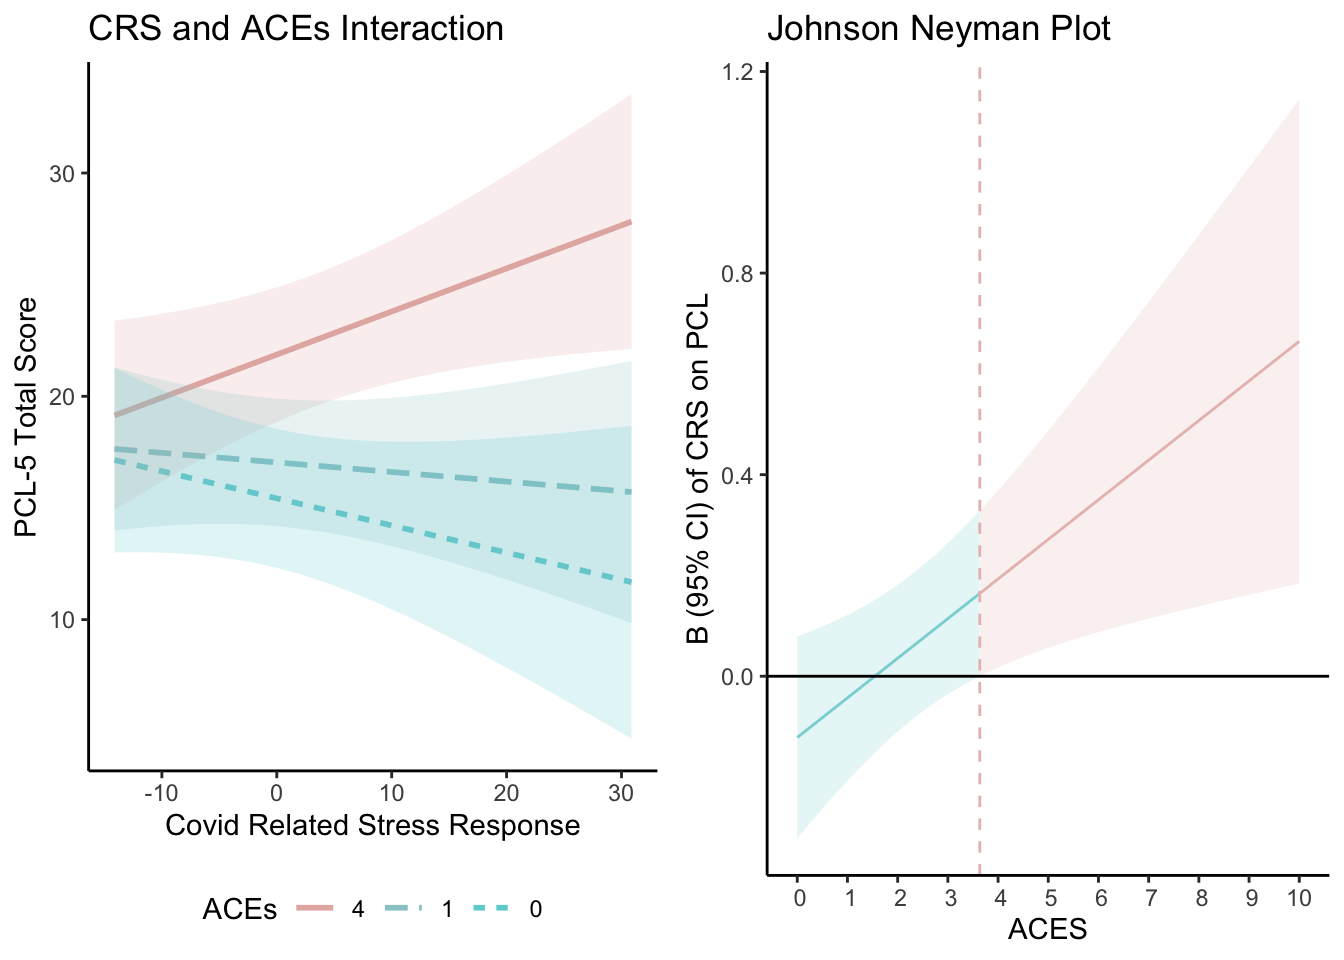 CRS and ACEs Interaction
PCL-5 Total Score
30
20
10
-10 0 10 20 30
Covid Related Stress Response
ACEs 4 1 0
Johnson Neyman Plot
B (95% CI) of CRS on PCL
1.2
0.8
0.4
0.0
0 1 2 3 4 5 6 7 8 9 10
ACES